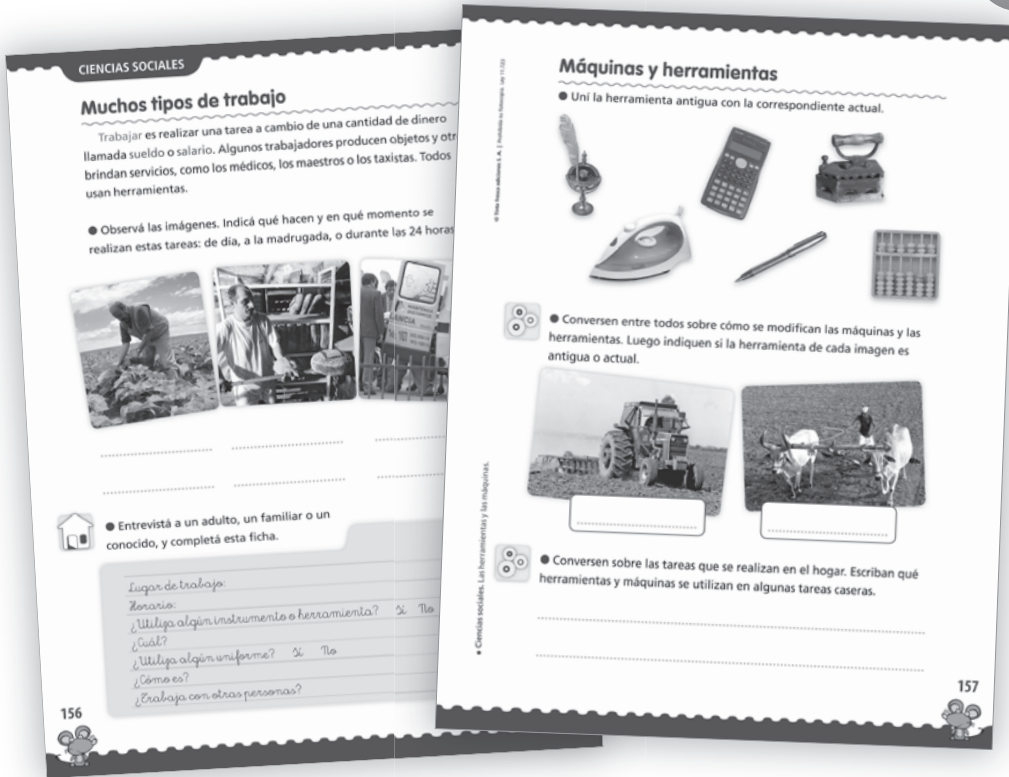 CIENCIAS SOCIALES
Muchos tipos de trabajo
Trabajar es realizar una tarea a cambio de una cantidad de dinero
llamada sueldo o salario. Algunos trabajadores producen objetos y otr
brindan servicios, como los médicos, los maestros o los taxistas. Todos
usan herramientas.
● Observá las imágenes. Indicá qué hacen y en qué momento se
realizan estas tareas: de día, a la madrugada, o durante las 24 horas
● Entrevistá a un adulto, un familiar o un
conocido, y completá esta ficha.
Lugar de trabajo:
Horario:
¿Utiliza algún instrumento o herramienta? Sí No
¿Cuál?
¿Utiliza algún uniforme? Sí No
¿Cómo es?
¿Trabaja con otras personas?
156
Máquinas y herramientas
● Uní la herramienta antigua con la correspondiente actual.
● Conversen entre todos sobre cómo se modifican las máquinas y las
herramientas. Luego indiquen si la herramienta de cada imagen es
antigua o actual.
● Conversen sobre las tareas que se realizan en el hogar. Escriban qué
herramientas y máquinas se utilizan en algunas tareas caseras.
● Ciencias sociales. Las herramientas y las máquinas.
157